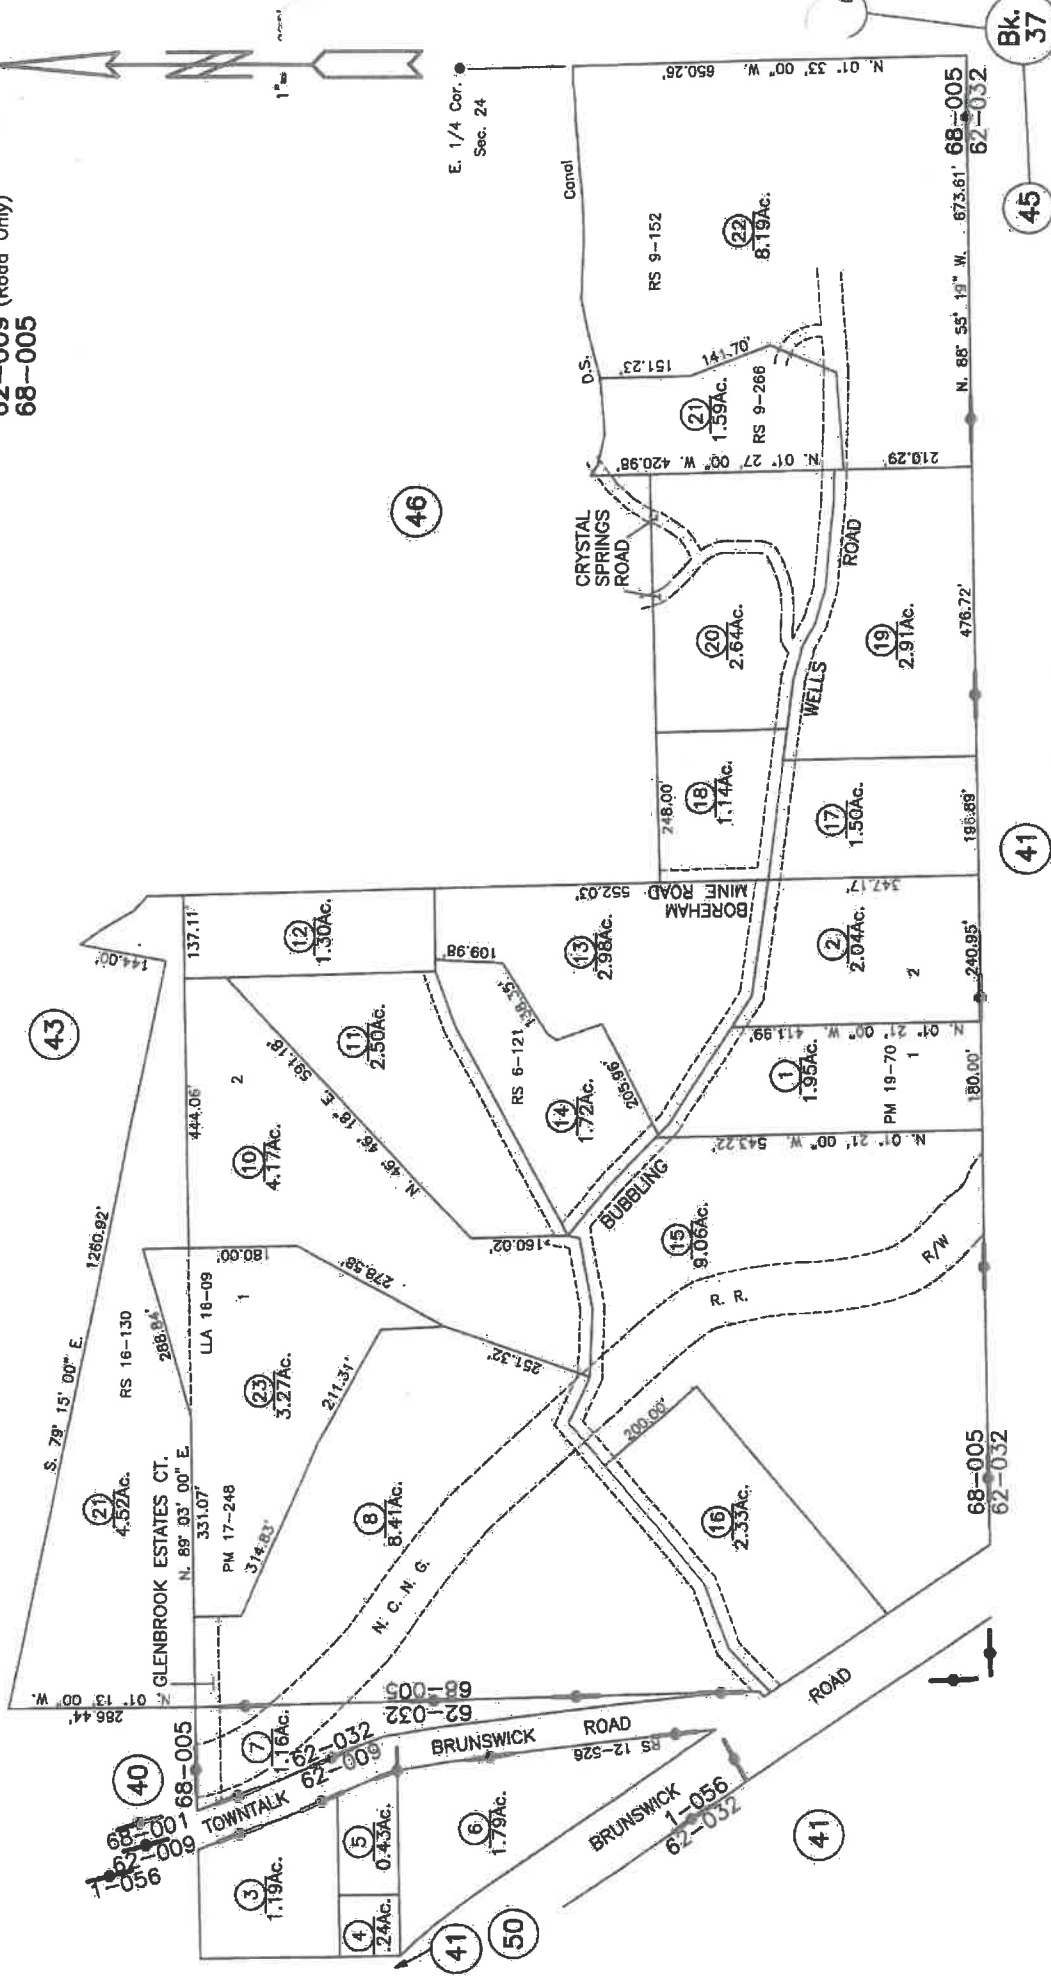 62-009 (Road Only)
68-005
E. 1/4 Cor.
Sec. 24
43
46
40
144.00'
S. 79° 15' 00" E.
1260.92'
RS 16-130
21
4.52Ac.
286.44'
N. 01° 13' 00" W.
GLENBROOK ESTATES CT.
N. 89° 03' 00" E.
331.07'
PM 17-248
314.83'
211.31'
23
3.27Ac.
LLA 16-09
1
288.84'
180.00'
278.58'
251.32'
444.06'
137.11'
10
4.17Ac.
2
N. 46° 46' 18" E.
591.18'
160.02'
11
2.50Ac.
12
1.30Ac.
109.98'
138.35'
205.96'
RS 6-121
13
2.98Ac.
14
1.72Ac.
552.03'
BOREHAM
MINE ROAD
248.00'
18
1.14Ac.
20
2.64Ac.
CRYSTAL
SPRINGS
ROAD
N. 01° 27' 00" W. 420.98'
D.S.
Canal
151.23'
141.70'
21
1.59Ac.
RS 9-266
RS 9-152
22
8.19Ac.
N. 01° 33' 00" W. 650.26'
68-005
62-032
N. 88° 55' 19" W. 673.61'
45
Bk.
37
BUBBLING
WELLS
ROAD
19
2.91Ac.
476.72'
17
1.50Ac.
196.89'
41
347.17'
2
2.04Ac.
2
240.95'
N. 01° 21' 00" W. 411.99'
1
1.95Ac.
PM 19-70
1
180.00'
N. 01° 21' 00" W. 543.22'
15
9.06Ac.
R. R.
R/W
N. C. N. G.
8
8.41Ac.
200.00'
16
2.33Ac.
68-005
62-032
68-005
68-001
62-009
1-056
TOWNTALK
7
1.16Ac.
62-032
62-009
68-005
62-032
BRUNSWICK
ROAD
RS 12-526
3
1.19Ac.
4
.24Ac.
5
0.43Ac.
6
1.79Ac.
BRUNSWICK
ROAD
1-056
62-032
41
41
50